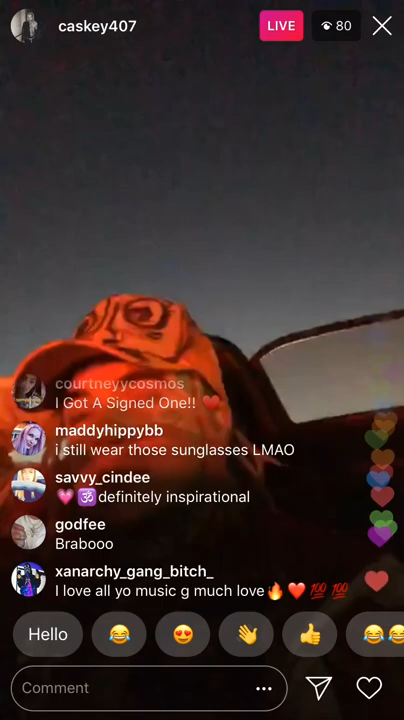 caskey407
LIVE
80
courtneyycosmos
I Got A Signed One!! ❤️
maddyhippybb
i still wear those sunglasses LMAO
savvy_cindee
💗🕉️definitely inspirational
godfee
Brabooo
xanarchy_gang_bitch_
I love all yo music g much love🔥❤️💯💯
Hello 😂 😍 👋 👍 😂😂
Comment